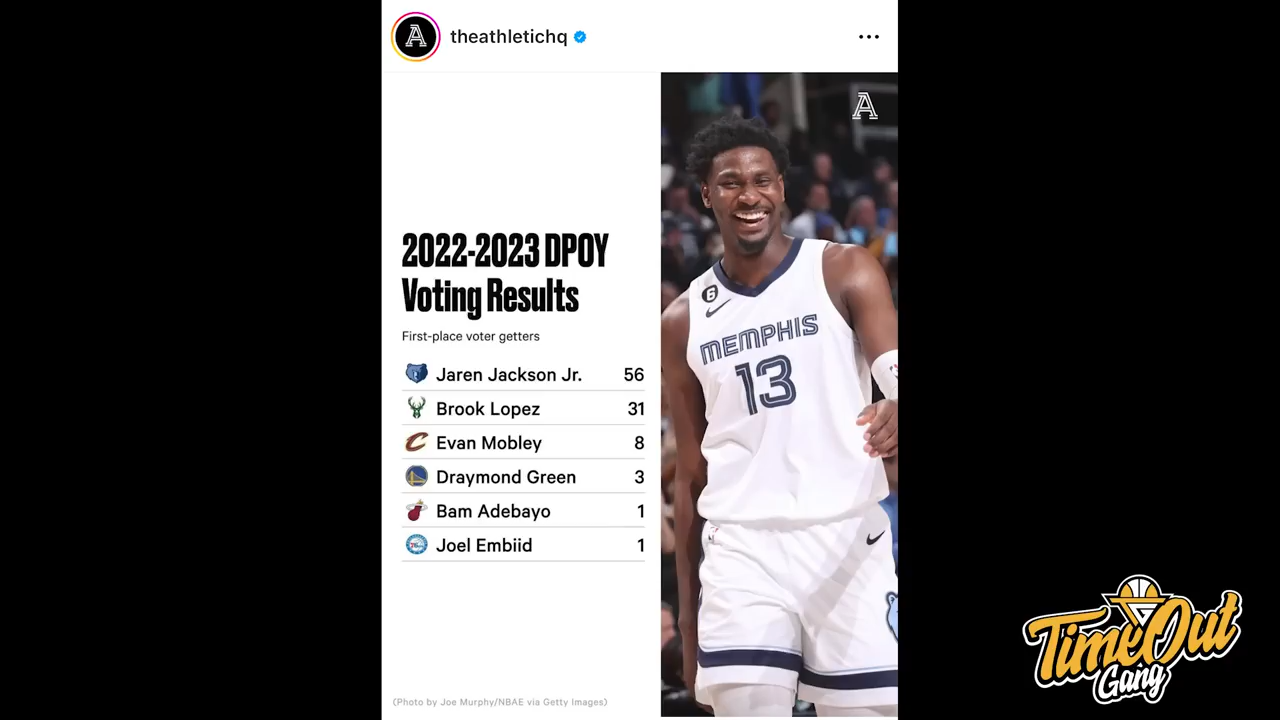 theathletichq
2022-2023 DPOY
Voting Results
First-place voter getters
Jaren Jackson Jr. 56
Brook Lopez 31
Evan Mobley 8
Draymond Green 3
Bam Adebayo 1
Joel Embiid 1
(Photo by Joe Murphy/NBAE via Getty Images)
A
6
MEMPHIS
13
TimeOut
Gang